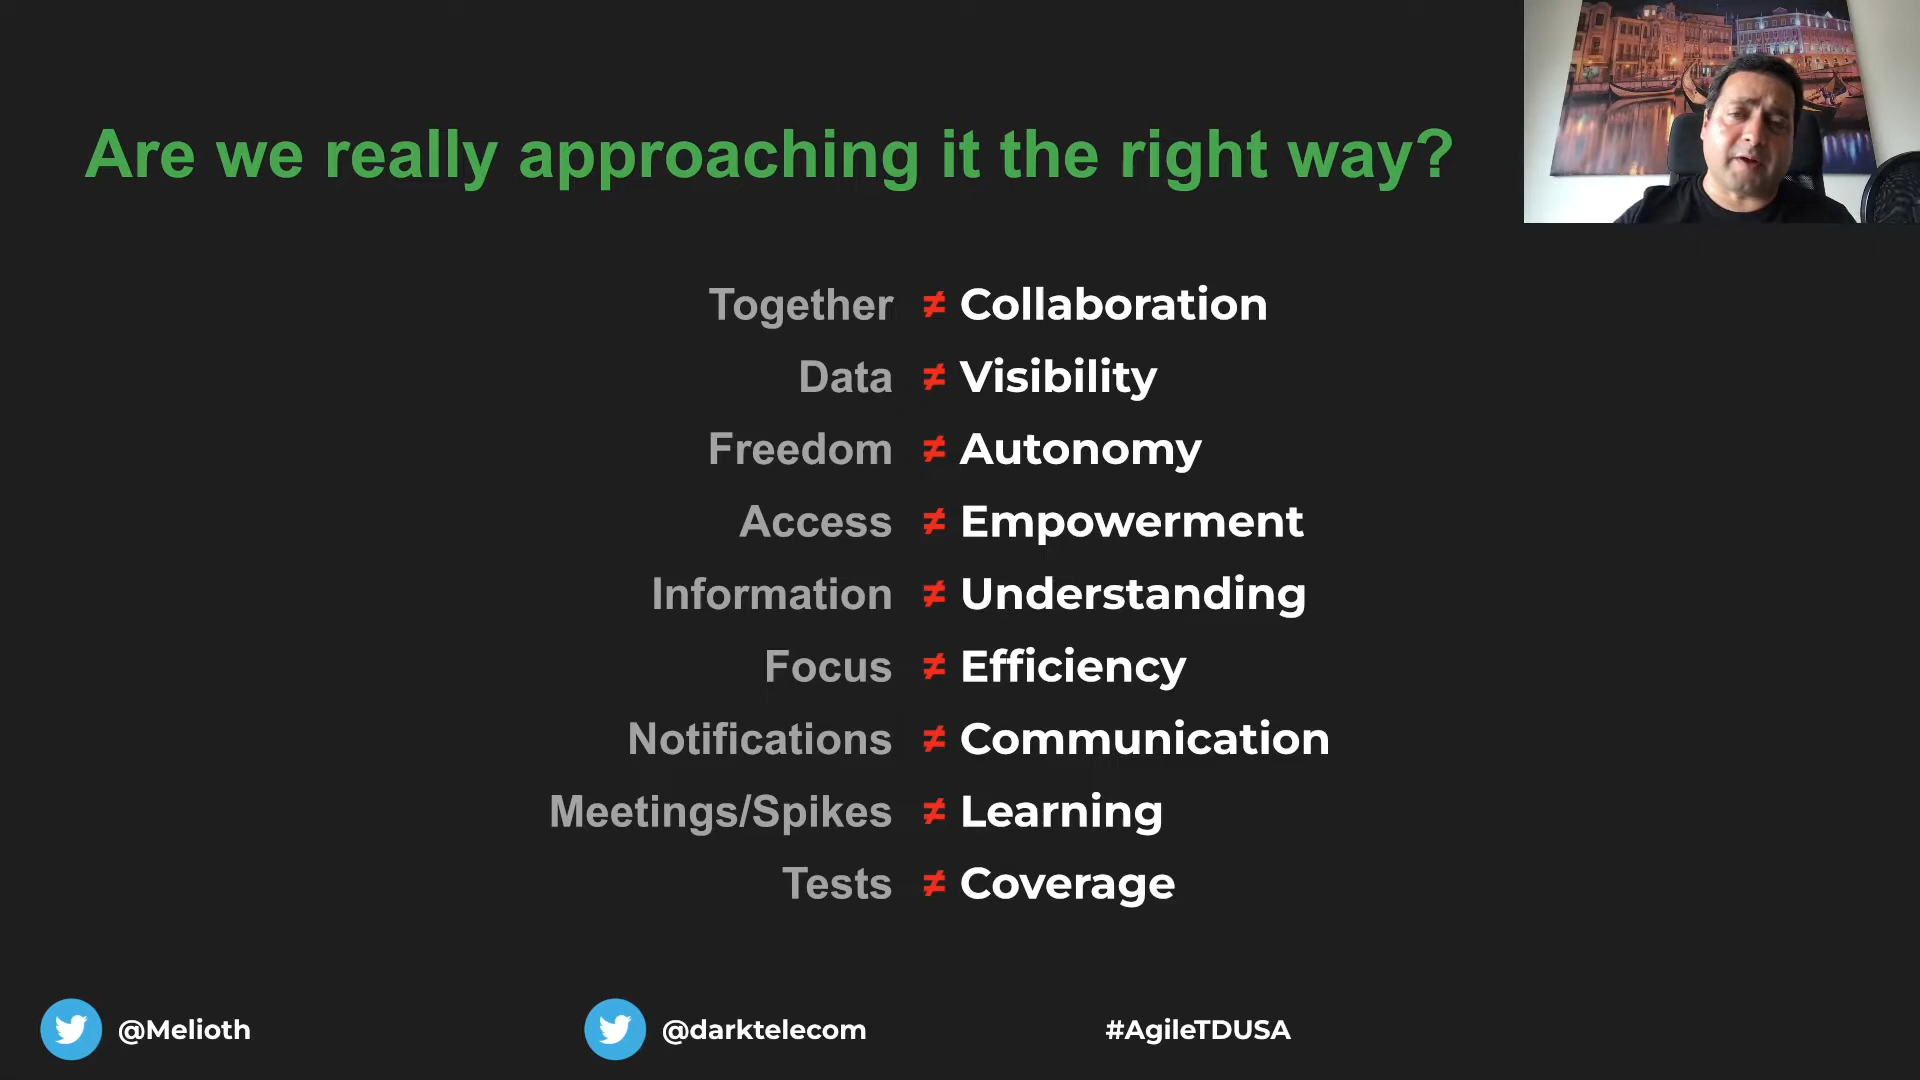 Are we really approaching it the right way?
Together ≠ Collaboration
Data ≠ Visibility
Freedom ≠ Autonomy
Access ≠ Empowerment
Information ≠ Understanding
Focus ≠ Efficiency
Notifications ≠ Communication
Meetings/Spikes ≠ Learning
Tests ≠ Coverage
@Melioth @darktelecom #AgileTDUSA